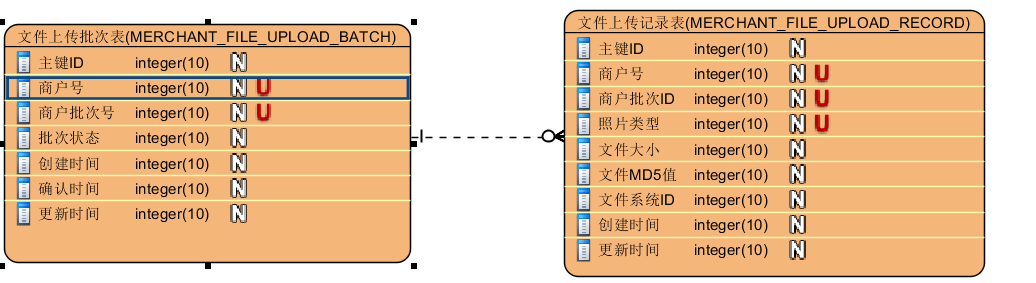 文件上传批次表(MERCHANT_FILE_UPLOAD_BATCH)
主键ID integer(10) N
商户号 integer(10) N U
商户批次号 integer(10) N U
批次状态 integer(10) N
创建时间 integer(10) N
确认时间 integer(10) N
更新时间 integer(10) N
文件上传记录表(MERCHANT_FILE_UPLOAD_RECORD)
主键ID integer(10) N
商户号 integer(10) N U
商户批次ID integer(10) N U
照片类型 integer(10) N U
文件大小 integer(10) N
文件MD5值 integer(10) N
文件系统ID integer(10) N
创建时间 integer(10) N
更新时间 integer(10) N